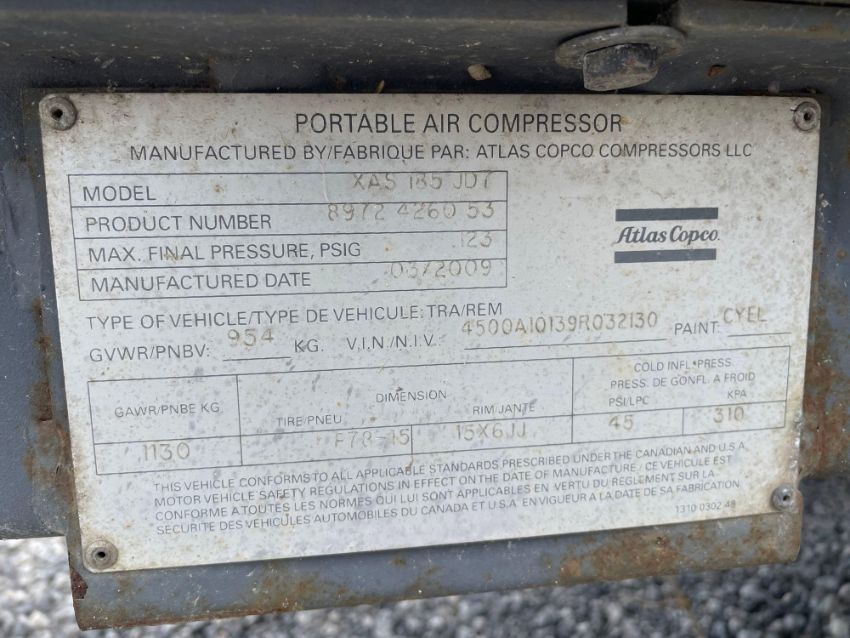 PORTABLE AIR COMPRESSOR
MANUFACTURED BY/FABRIQUE PAR: ATLAS COPCO COMPRESSORS LLC
MODEL XAS 185 JD7
PRODUCT NUMBER 8972 4260 53
MAX. FINAL PRESSURE, PSIG 123
MANUFACTURED DATE 03/2009
Atlas Copco
TYPE OF VEHICLE/TYPE DE VEHICULE: TRA/REM
GVWR/PNBV: 954 KG. V.I.N./N.I.V. 4500A10139R032130 PAINT: CYEL
GAWR/PNBE KG DIMENSION COLD INFL. PRESS.
PRESS. DE GONFL. A FROID
TIRE/PNEU RIM JANTE PSI/LPC KPA
1130 F78-15 15X6JJ 45 310
THIS VEHICLE CONFORMS TO ALL APPLICABLE STANDARDS PRESCRIBED UNDER THE CANADIAN AND U.S.A.
MOTOR VEHICLE SAFETY REGULATIONS IN EFFECT ON THE DATE OF MANUFACTURE / CE VEHICULE EST
CONFORME A TOUTES LES NORMES QUI LUI SONT APPLICABLES EN VERTU DU REGLEMENT SUR LA
SECURITE DES VEHICULES AUTOMOBILES DU CANADA ET U.S.A. EN VIGUEUR A LA DATE DE SA FABRICATION.
1310 0302 48